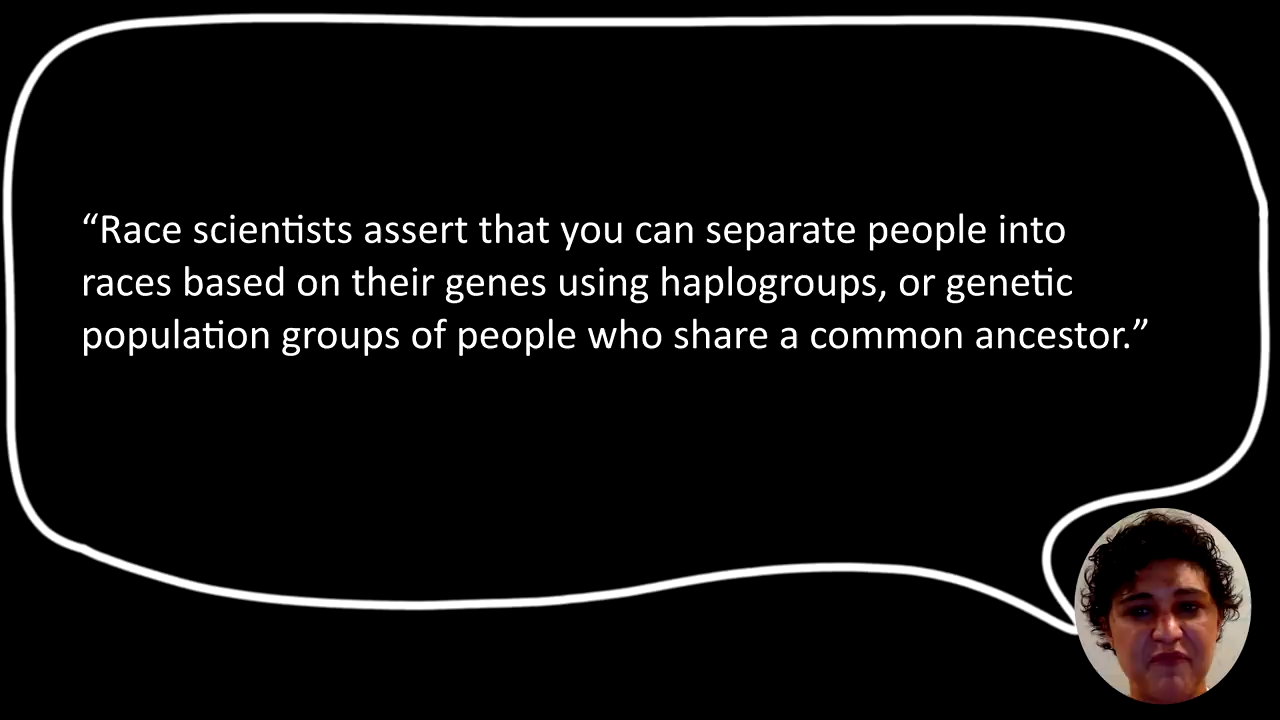 “Race scientists assert that you can separate people into
races based on their genes using haplogroups, or genetic
population groups of people who share a common ancestor.”